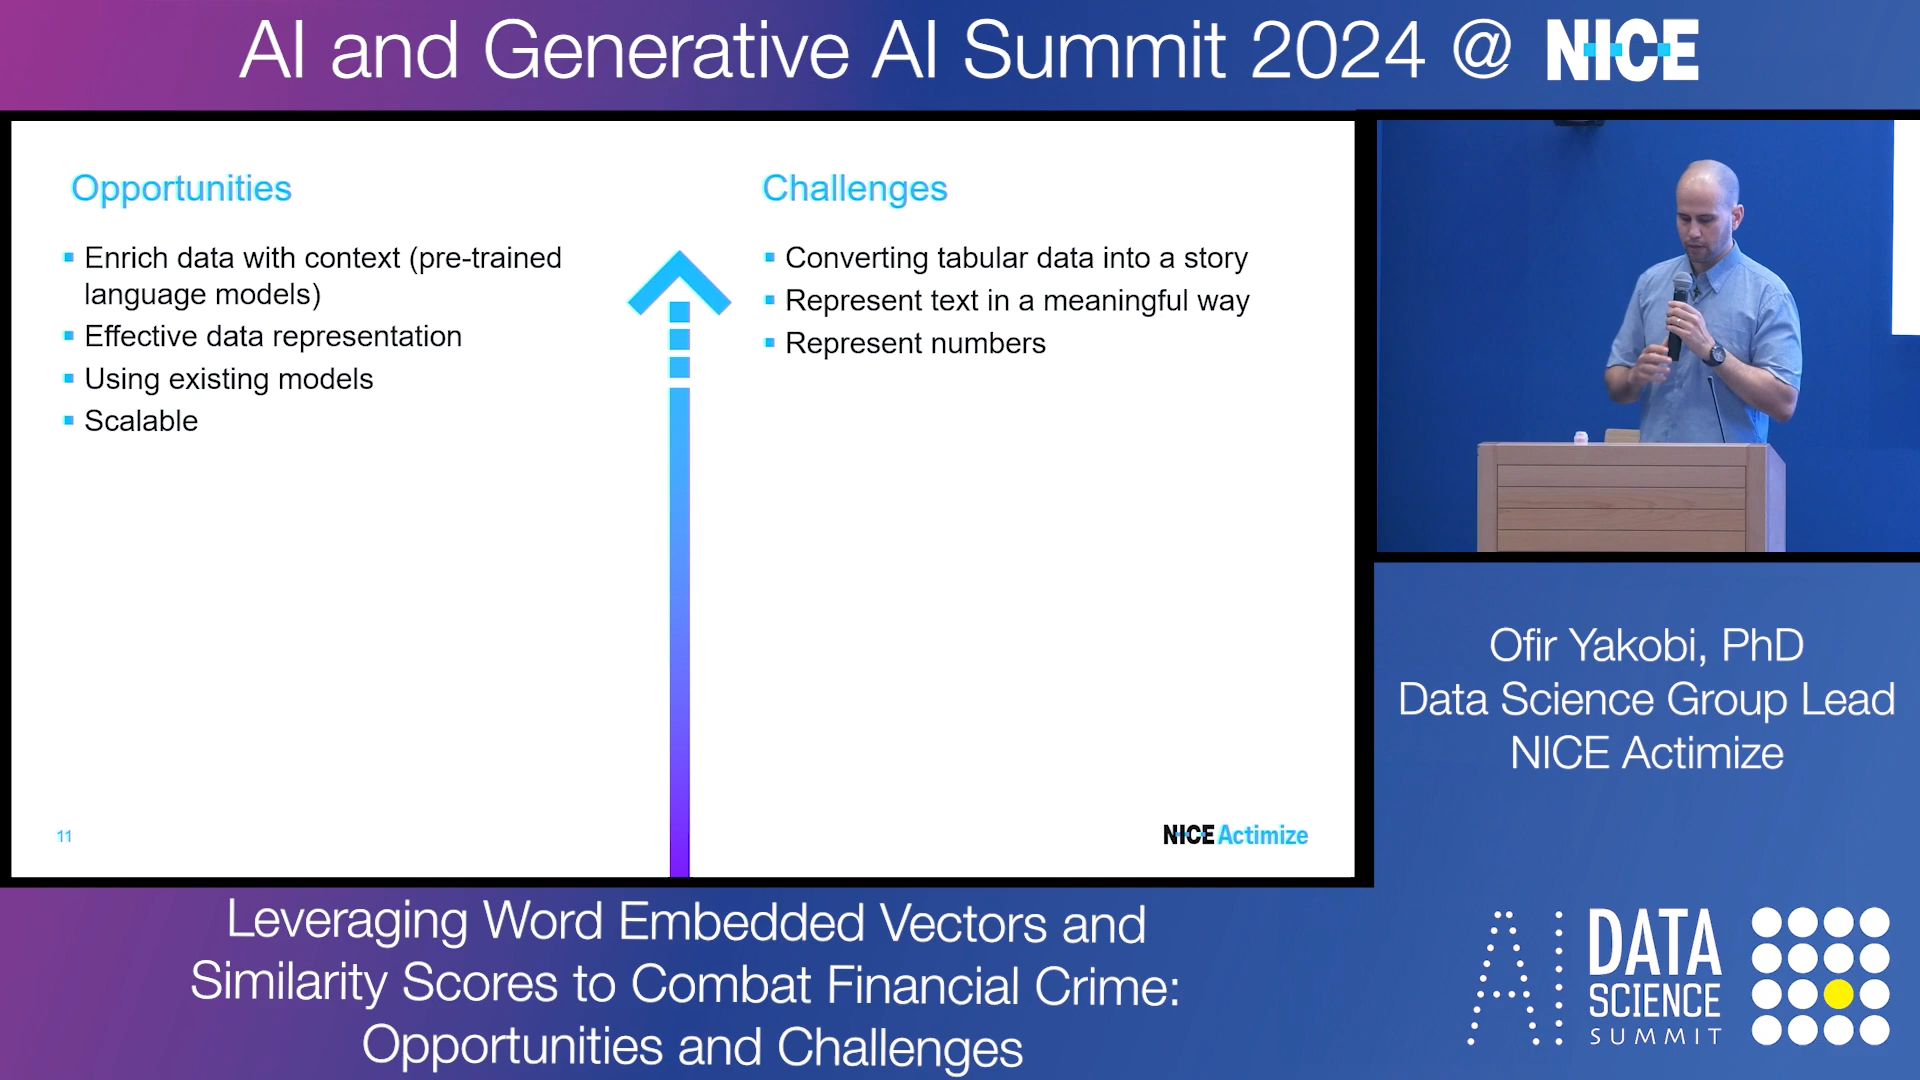 AI and Generative AI Summit 2024 @ NICE
Opportunities
Enrich data with context (pre-trained
language models)
Effective data representation
Using existing models
Scalable
Challenges
Converting tabular data into a story
Represent text in a meaningful way
Represent numbers
11
NICE Actimize
Ofir Yakobi, PhD
Data Science Group Lead
NICE Actimize
Leveraging Word Embedded Vectors and
Similarity Scores to Combat Financial Crime:
Opportunities and Challenges
AI DATA
SCIENCE
SUMMIT